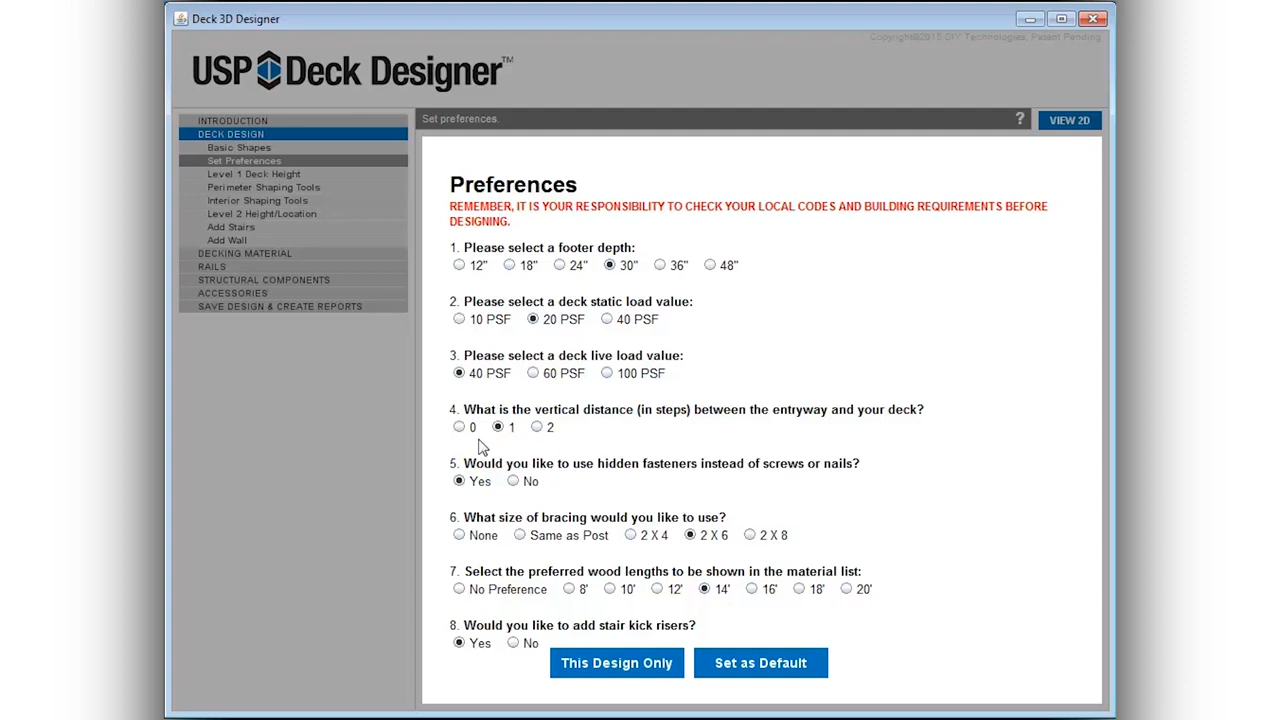 Deck 3D Designer
Copyright©2015 DIY Technologies, Patent Pending
USP Deck Designer™
INTRODUCTION
DECK DESIGN
Basic Shapes
Set Preferences
Level 1 Deck Height
Perimeter Shaping Tools
Interior Shaping Tools
Level 2 Height/Location
Add Stairs
Add Wall
DECKING MATERIAL
RAILS
STRUCTURAL COMPONENTS
ACCESSORIES
SAVE DESIGN & CREATE REPORTS
Set preferences. ? VIEW 2D
Preferences
REMEMBER, IT IS YOUR RESPONSIBILITY TO CHECK YOUR LOCAL CODES AND BUILDING REQUIREMENTS BEFORE
DESIGNING.
1. Please select a footer depth:
12" 18" 24" 30" 36" 48"
2. Please select a deck static load value:
10 PSF 20 PSF 40 PSF
3. Please select a deck live load value:
40 PSF 60 PSF 100 PSF
4. What is the vertical distance (in steps) between the entryway and your deck?
0 1 2
5. Would you like to use hidden fasteners instead of screws or nails?
Yes No
6. What size of bracing would you like to use?
None Same as Post 2 X 4 2 X 6 2 X 8
7. Select the preferred wood lengths to be shown in the material list:
No Preference 8' 10' 12' 14' 16' 18' 20'
8. Would you like to add stair kick risers?
Yes No
This Design Only Set as Default